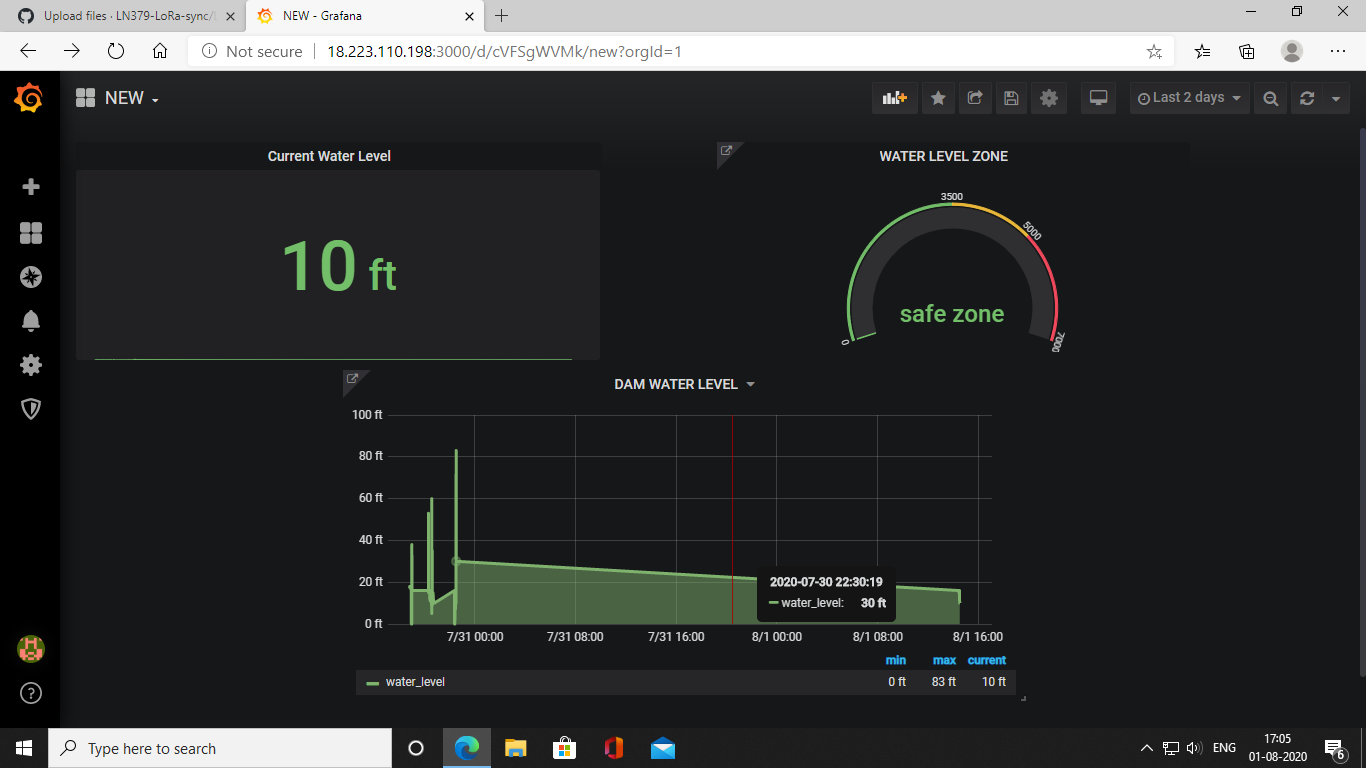 Upload files · LN379-LoRa-sync/
NEW - Grafana
Not secure
18.223.110.198:3000/d/cVFSgWVMk/new?orgId=1
NEW
Last 2 days
Current Water Level
10 ft
WATER LEVEL ZONE
0
3500
5000
7000
safe zone
DAM WATER LEVEL
100 ft
80 ft
60 ft
40 ft
20 ft
0 ft
2020-07-30 22:30:19
water_level: 30 ft
7/31 00:00 7/31 08:00 7/31 16:00 8/1 00:00 8/1 08:00 8/1 16:00
min max current
water_level 0 ft 83 ft 10 ft
Type here to search
ENG
17:05
01-08-2020
6